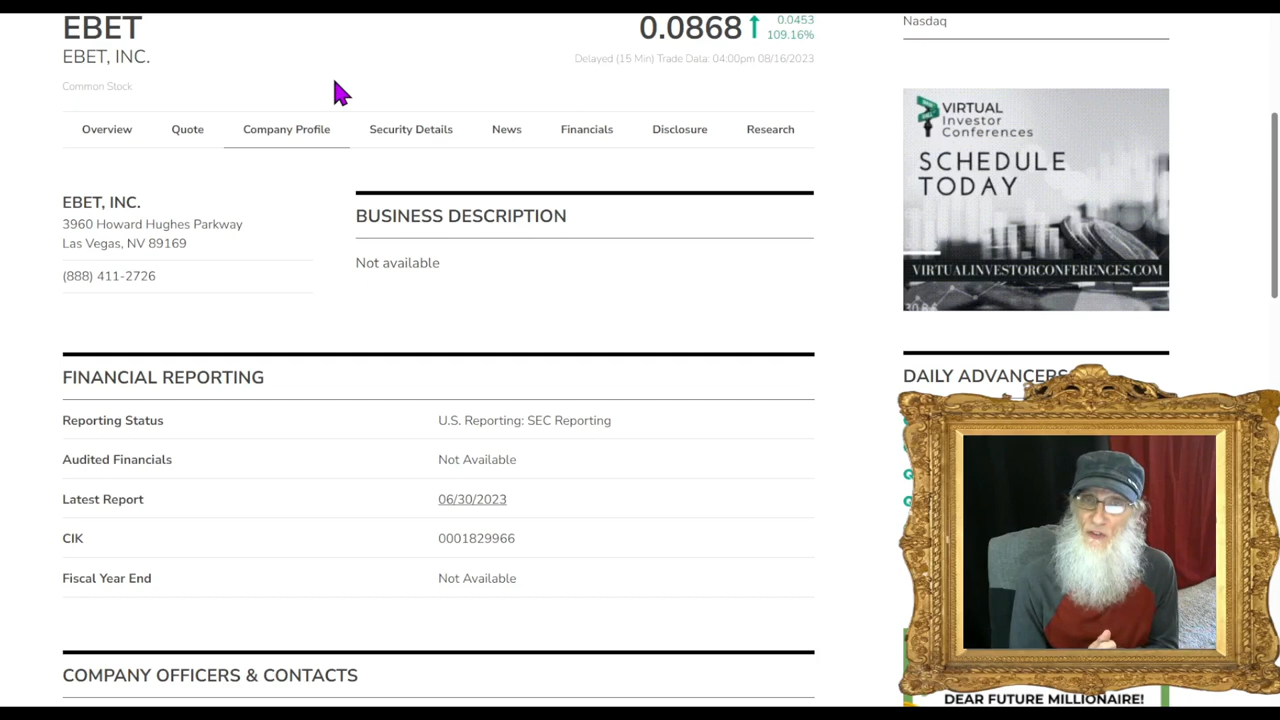 EBET
EBET, INC.
Common Stock
0.0868
0.0453
109.16%
Delayed (15 Min) Trade Data: 04:00pm 08/16/2023
Overview Quote Company Profile Security Details News Financials Disclosure Research
EBET, INC.
3960 Howard Hughes Parkway
Las Vegas, NV 89169
(888) 411-2726
BUSINESS DESCRIPTION
Not available
FINANCIAL REPORTING
Reporting Status U.S. Reporting: SEC Reporting
Audited Financials Not Available
Latest Report 06/30/2023
CIK 0001829966
Fiscal Year End Not Available
COMPANY OFFICERS & CONTACTS
Nasdaq
VIRTUAL
Investor
Conferences
SCHEDULE
TODAY
VIRTUALINVESTORCONFERENCES.COM
DAILY ADVANCERS
DEAR FUTURE MILLIONAIRE!